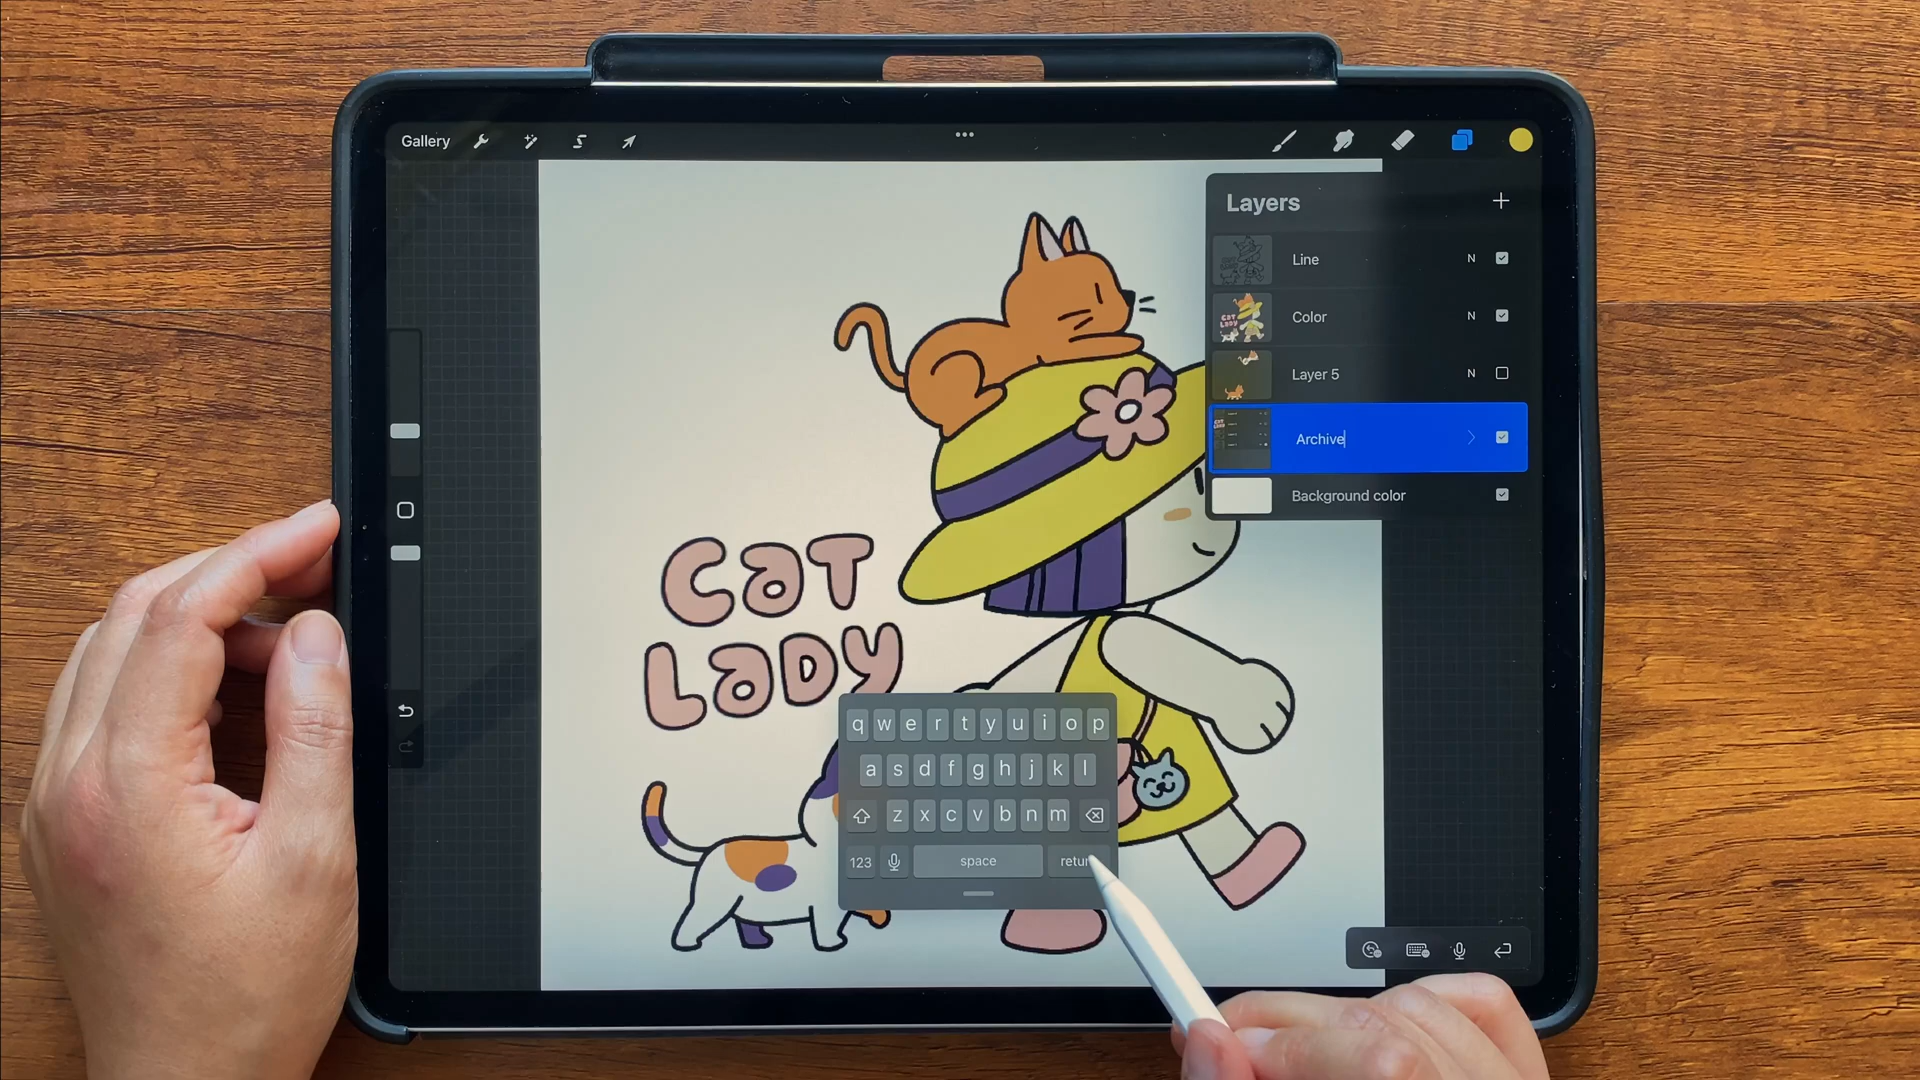 Gallery
Layers
Line N
Color N
Layer 5 N
Archive
Background color
Cat
Lady
q w e r t y u i o p
a s d f g h j k l
z x c v b n m
123 space retur